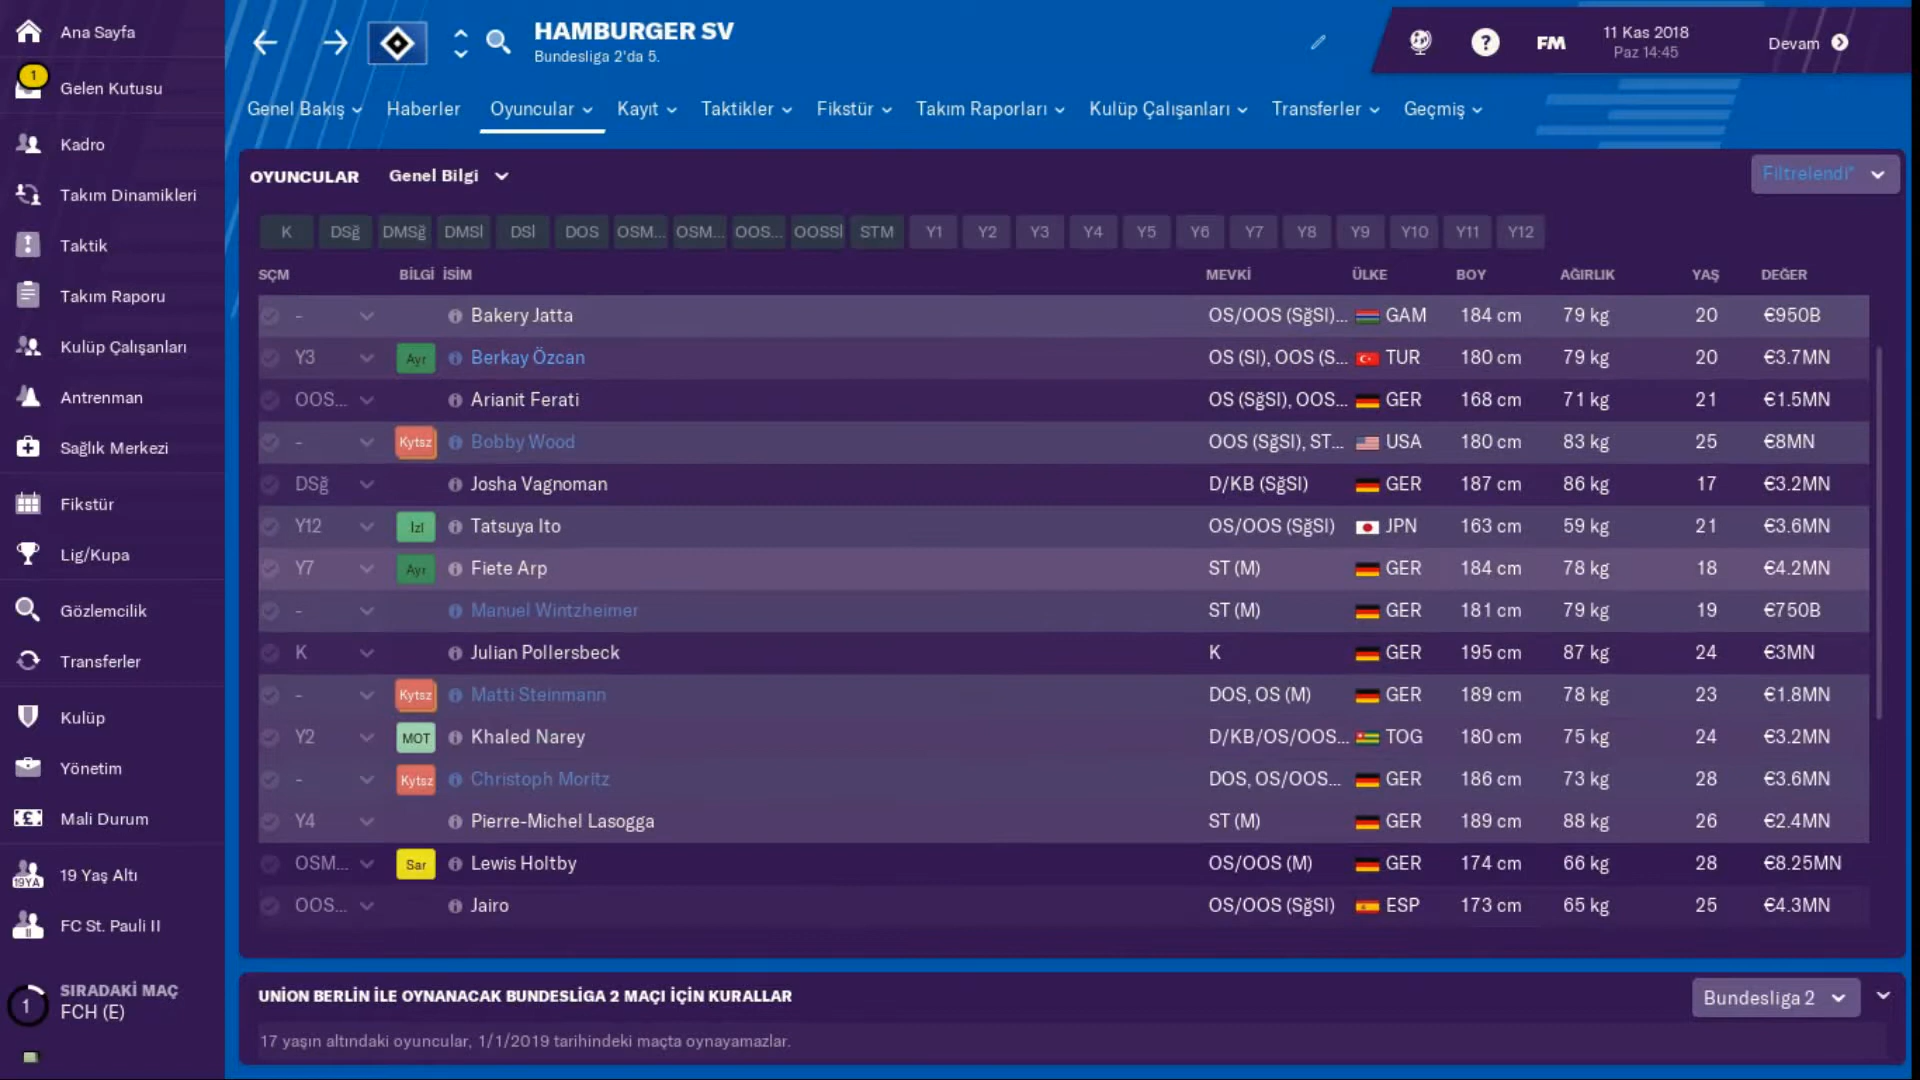 Ana Sayfa
1
Gelen Kutusu
Kadro
Takım Dinamikleri
Taktik
Takım Raporu
Kulüp Çalışanları
Antrenman
Sağlık Merkezi
Fikstür
Lig/Kupa
Gözlemcilik
Transferler
Kulüp
Yönetim
Mali Durum
19YA
19 Yaş Altı
II
FC St. Pauli II
1
SIRADAKİ MAÇ
FCH (E)
HAMBURGER SV
Bundesliga 2'da 5.
? FM
11 Kas 2018
Paz 14:45
Devam
Genel Bakış Haberler Oyuncular Kayıt Taktikler Fikstür Takım Raporları Kulüp Çalışanları Transferler Geçmiş
OYUNCULAR Genel Bilgi Filtrelendi*
K DSğ DMSğ DMSl DSl DOS OSM... OSM... OOS... OOSSl STM Y1 Y2 Y3 Y4 Y5 Y6 Y7 Y8 Y9 Y10 Y11 Y12
SÇM BİLGİ İSİM MEVKİ ÜLKE BOY AĞIRLIK YAŞ DEĞER
- Bakery Jatta OS/OOS (SğSl)... GAM 184 cm 79 kg 20 €950B
Y3 Ayr Berkay Özcan OS (Sl), OOS (S... TUR 180 cm 79 kg 20 €3.7MN
OOS... Arianit Ferati OS (SğSl), OOS... GER 168 cm 71 kg 21 €1.5MN
- Kytsz Bobby Wood OOS (SğSl), ST... USA 180 cm 83 kg 25 €8MN
DSğ Josha Vagnoman D/KB (SğSl) GER 187 cm 86 kg 17 €3.2MN
Y12 Izl Tatsuya Ito OS/OOS (SğSl) JPN 163 cm 59 kg 21 €3.6MN
Y7 Ayr Fiete Arp ST (M) GER 184 cm 78 kg 18 €4.2MN
- Manuel Wintzheimer ST (M) GER 181 cm 79 kg 19 €750B
K Julian Pollersbeck K GER 195 cm 87 kg 24 €3MN
- Kytsz Matti Steinmann DOS, OS (M) GER 189 cm 78 kg 23 €1.8MN
Y2 MOT Khaled Narey D/KB/OS/OOS... TOG 180 cm 75 kg 24 €3.2MN
- Kytsz Christoph Moritz DOS, OS/OOS... GER 186 cm 73 kg 28 €3.6MN
Y4 Pierre-Michel Lasogga ST (M) GER 189 cm 88 kg 26 €2.4MN
OSM... Sar Lewis Holtby OS/OOS (M) GER 174 cm 66 kg 28 €8.25MN
OOS... Jairo OS/OOS (SğSl) ESP 173 cm 65 kg 25 €4.3MN
UNİON BERLİN İLE OYNANACAK BUNDESLİGA 2 MAÇI İÇİN KURALLAR
Bundesliga 2
17 yaşın altındaki oyuncular, 1/1/2019 tarihindeki maçta oynayamazlar.